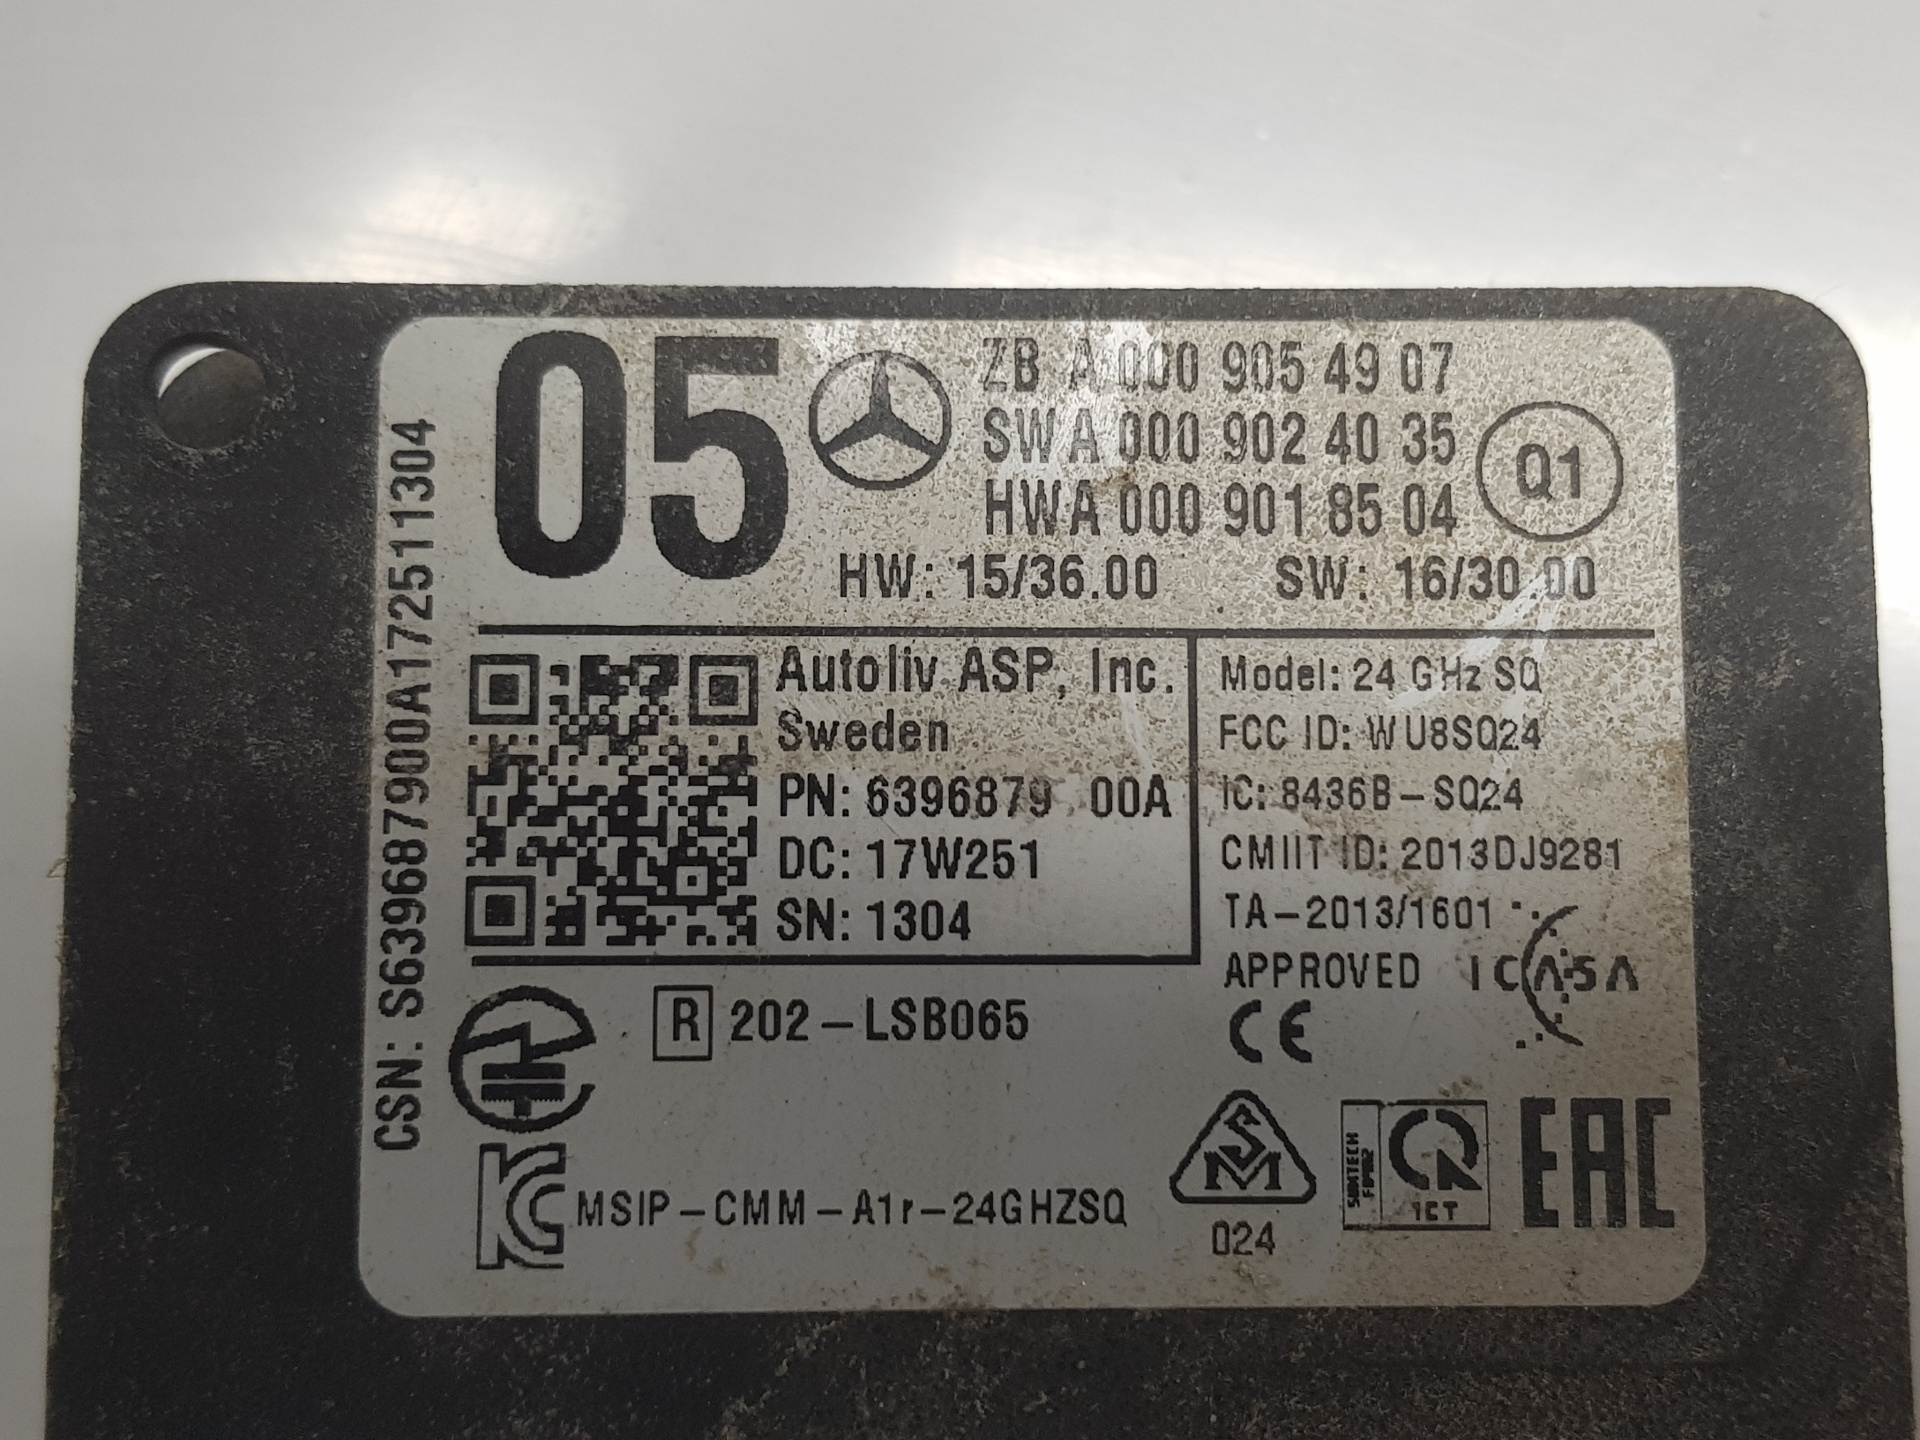 05
ZB A 000 905 49 07
SW A 000 902 40 35
HW A 000 901 85 04
Q1
HW: 15/36.00 SW: 16/30.00
CSN: S639687900A172511304
Autoliv ASP, Inc.
Sweden
PN: 6396879 00A
DC: 17W251
SN: 1304
Model: 24 GHz SQ
FCC ID: WU8SQ24
IC: 8436B-SQ24
CMIIT ID: 2013DJ9281
TA-2013/1601
APPROVED ICASA
R 202-LSB065
CE
KC MSIP-CMM-A1r-24GHZSQ
SM
024
ICT
EAC